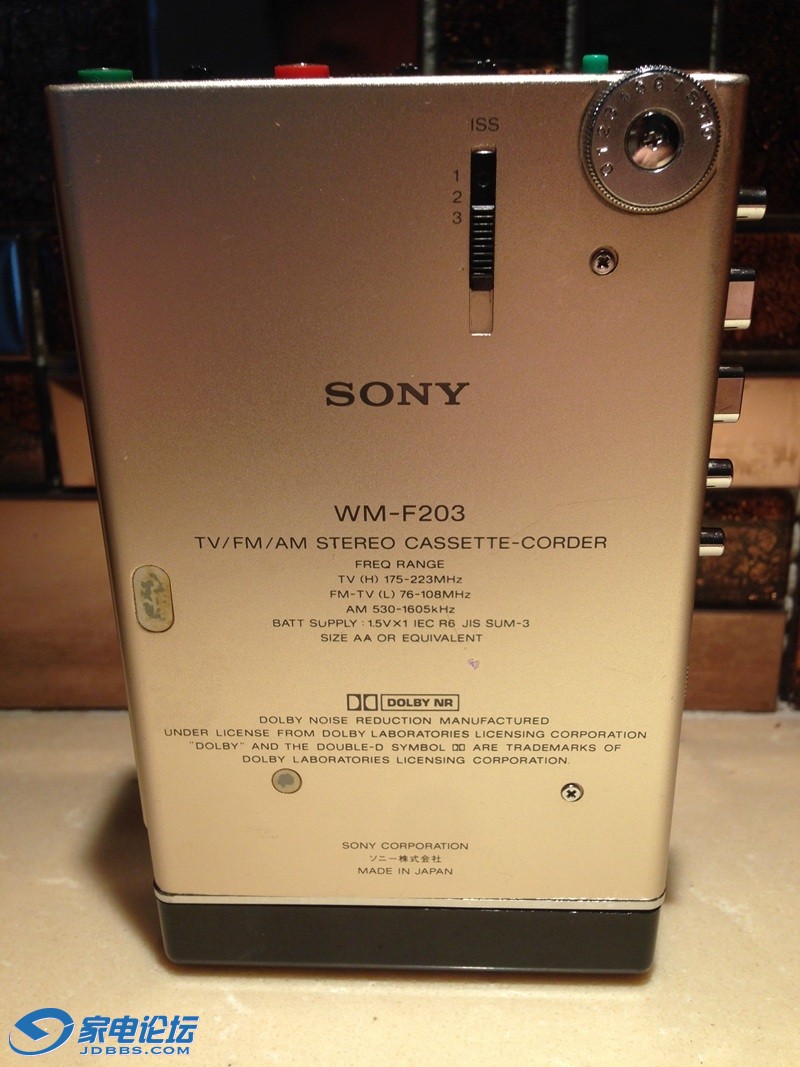 ISS
1
2
3
SONY
WM-F203
TV/FM/AM STEREO CASSETTE-CORDER
FREQ RANGE
TV (H) 175-223MHz
FM-TV (L) 76-108MHz
AM 530-1605kHz
BATT SUPPLY : 1.5V×1 IEC R6 JIS SUM-3
SIZE AA OR EQUIVALENT
DOLBY NR
DOLBY NOISE REDUCTION MANUFACTURED
UNDER LICENSE FROM DOLBY LABORATORIES LICENSING CORPORATION
"DOLBY" AND THE DOUBLE-D SYMBOL ARE TRADEMARKS OF
DOLBY LABORATORIES LICENSING CORPORATION.
SONY CORPORATION
ソニー株式会社
MADE IN JAPAN
家电论坛
JDBBS.COM